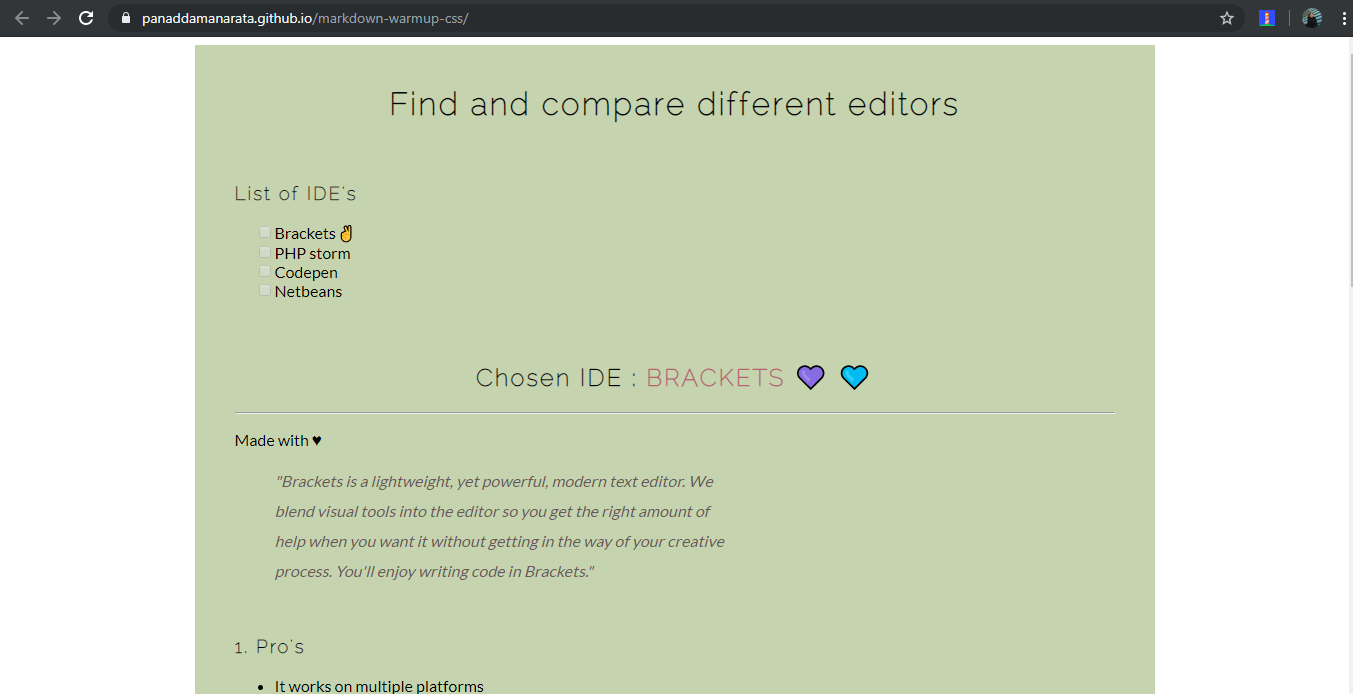 panaddamanarata.github.io/markdown-warmup-css/
Find and compare different editors
List of IDE's
Brackets ✌
PHP storm
Codepen
Netbeans
Chosen IDE : BRACKETS 💜 💙
Made with ♥
"Brackets is a lightweight, yet powerful, modern text editor. We
blend visual tools into the editor so you get the right amount of
help when you want it without getting in the way of your creative
process. You'll enjoy writing code in Brackets."
1. Pro's
• It works on multiple platforms